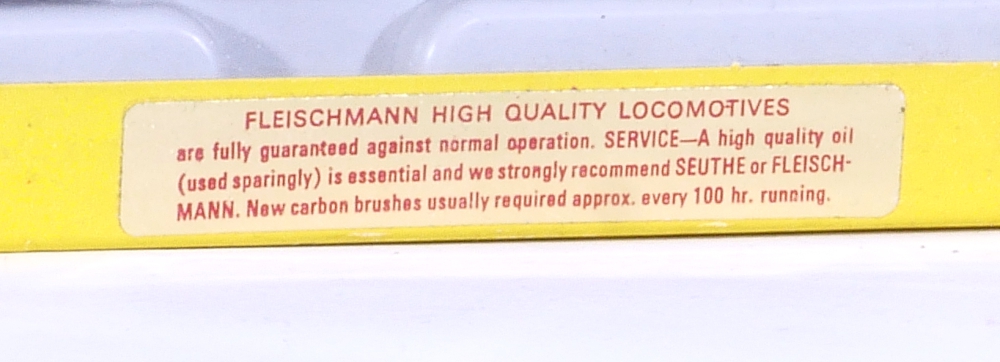 FLEISCHMANN HIGH QUALITY LOCOMOTIVES
are fully guaranteed against normal operation. SERVICE—A high quality oil
(used sparingly) is essential and we strongly recommend SEUTHE or FLEISCH-
MANN. New carbon brushes usually required approx. every 100 hr. running.